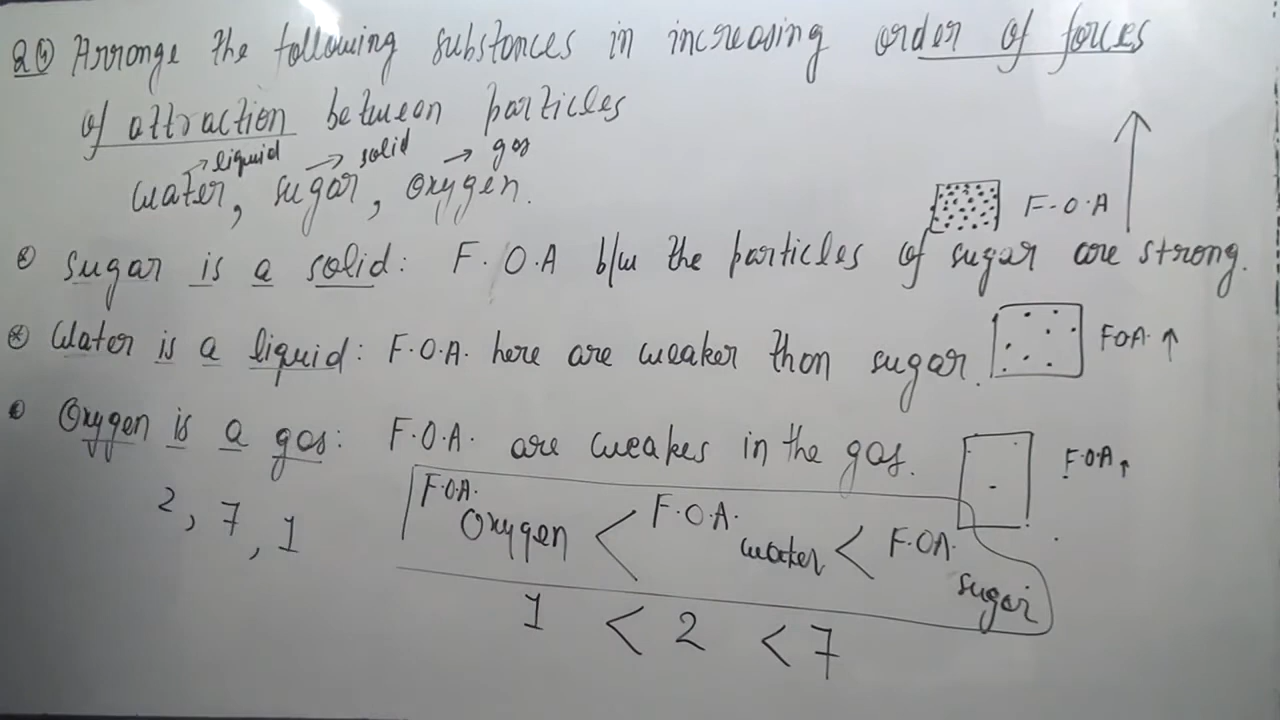 Q4 Arrange the following substances in increasing order of forces
of attraction between particles
→ liquid → solid → gas
water, sugar, oxygen.
F.O.A
sugar is a solid: F.O.A b/w the particles of sugar are strong.
Water is a liquid: F.O.A. here are weaker than sugar.
F.O.A. ↑
Oxygen is a gas: F.O.A. are weakes in the gas.
F.O.A ↑
2, 7, 1
F.O.A. Oxygen < F.O.A. water < F.O.A. sugar
1 < 2 < 7